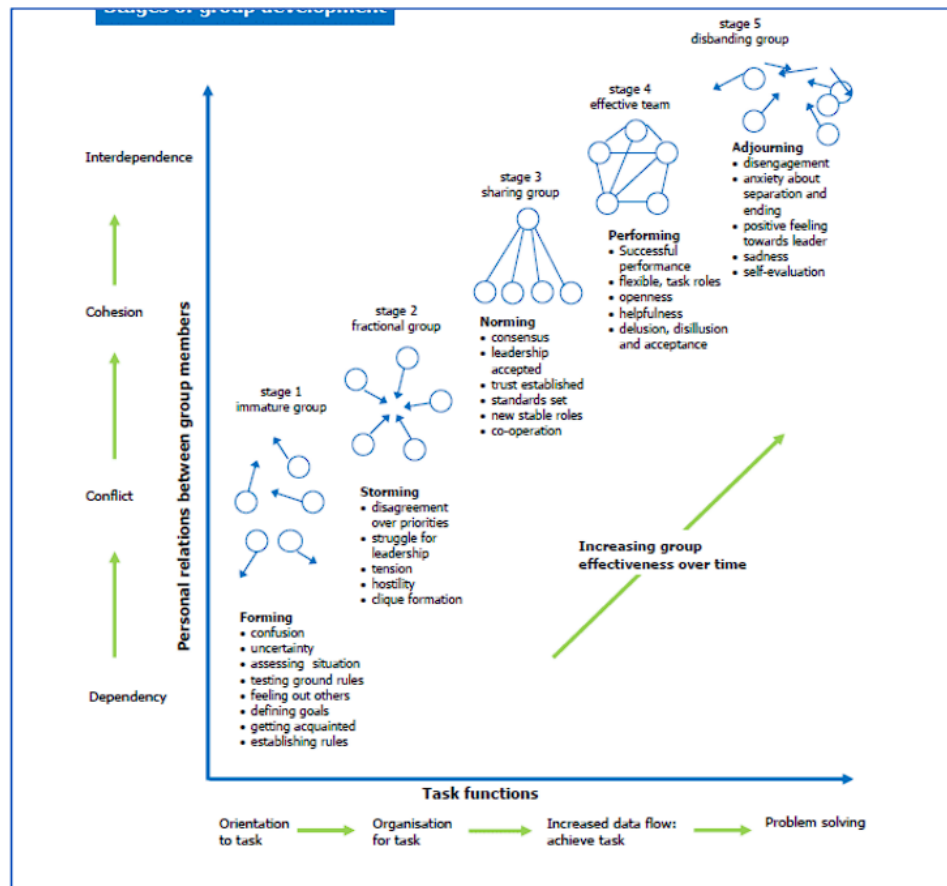 Stages of group development
stage 5
disbanding group
stage 4
effective team
Interdependence
Adjourning
• disengagement
• anxiety about
separation and
ending
• positive feeling
towards leader
• sadness
• self-evaluation
stage 3
sharing group
Performing
• Successful
performance
• flexible, task roles
• openness
• helpfulness
• delusion, disillusion
and acceptance
Cohesion
stage 2
fractional group
Norming
• consensus
• leadership
accepted
• trust established
• standards set
• new stable roles
• co-operation
Personal relations between group members
stage 1
immature group
Conflict
Storming
• disagreement
over priorities
• struggle for
leadership
• tension
• hostility
• clique formation
Increasing group
effectiveness over time
Forming
• confusion
• uncertainty
• assessing situation
• testing ground rules
• feeling out others
• defining goals
• getting acquainted
• establishing rules
Dependency
Task functions
Orientation
to task
Organisation
for task
Increased data flow:
achieve task
Problem solving